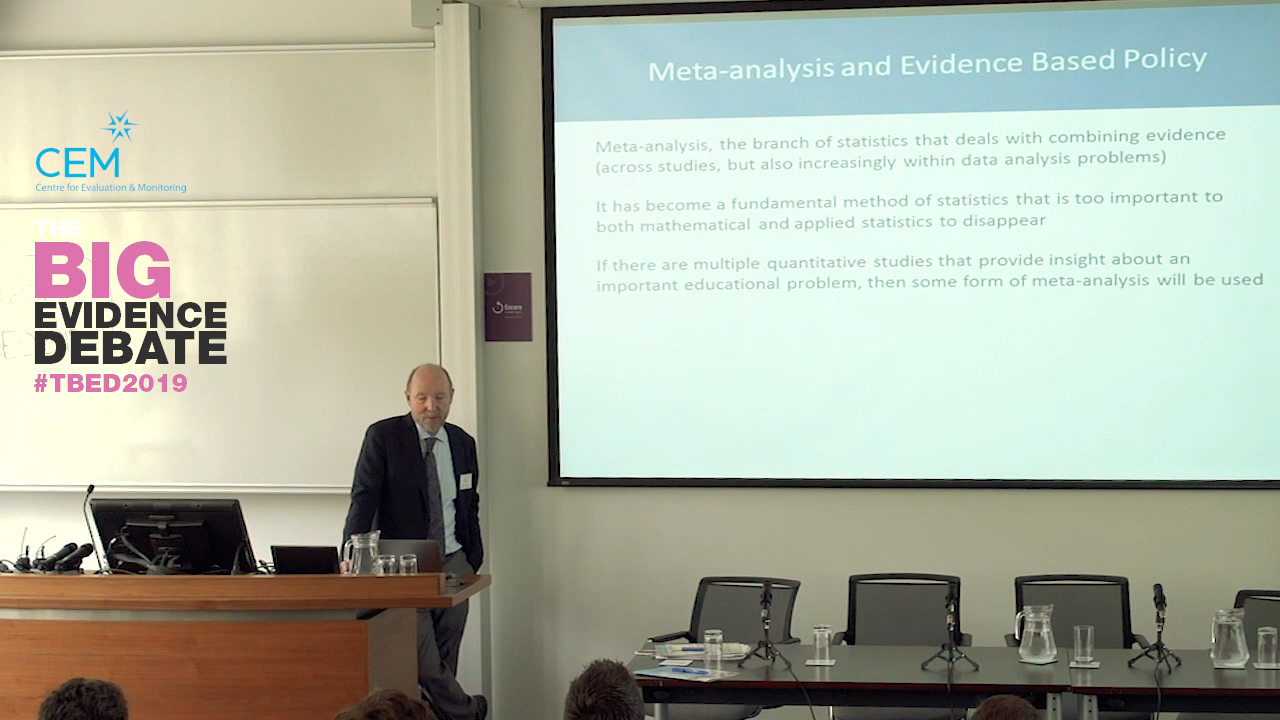 CEM
Centre for Evaluation & Monitoring
THE
BIG
EVIDENCE
DEBATE
#TBED2019
Meta-analysis and Evidence Based Policy
Meta-analysis, the branch of statistics that deals with combining evidence
(across studies, but also increasingly within data analysis problems)
It has become a fundamental method of statistics that is too important to
both mathematical and applied statistics to disappear
If there are multiple quantitative studies that provide insight about an
important educational problem, then some form of meta-analysis will be used
Encore